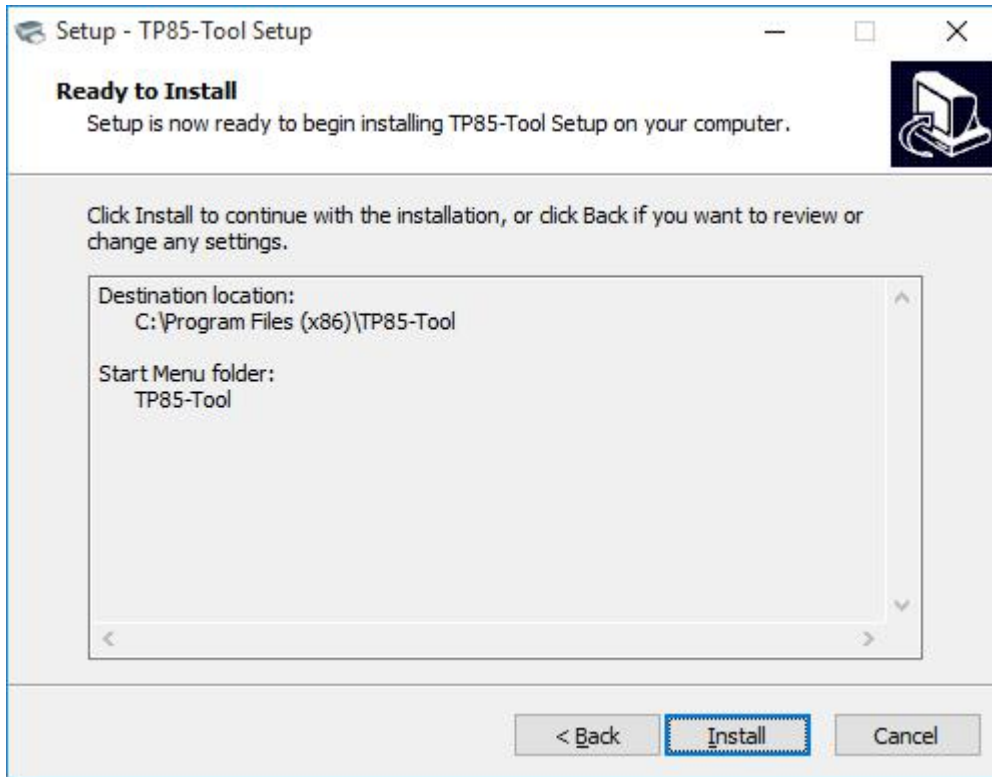 Setup - TP85-Tool Setup
Ready to Install
Setup is now ready to begin installing TP85-Tool Setup on your computer.
Click Install to continue with the installation, or click Back if you want to review or
change any settings.
Destination location:
C:\Program Files (x86)\TP85-Tool
Start Menu folder:
TP85-Tool
< Back
Install
Cancel